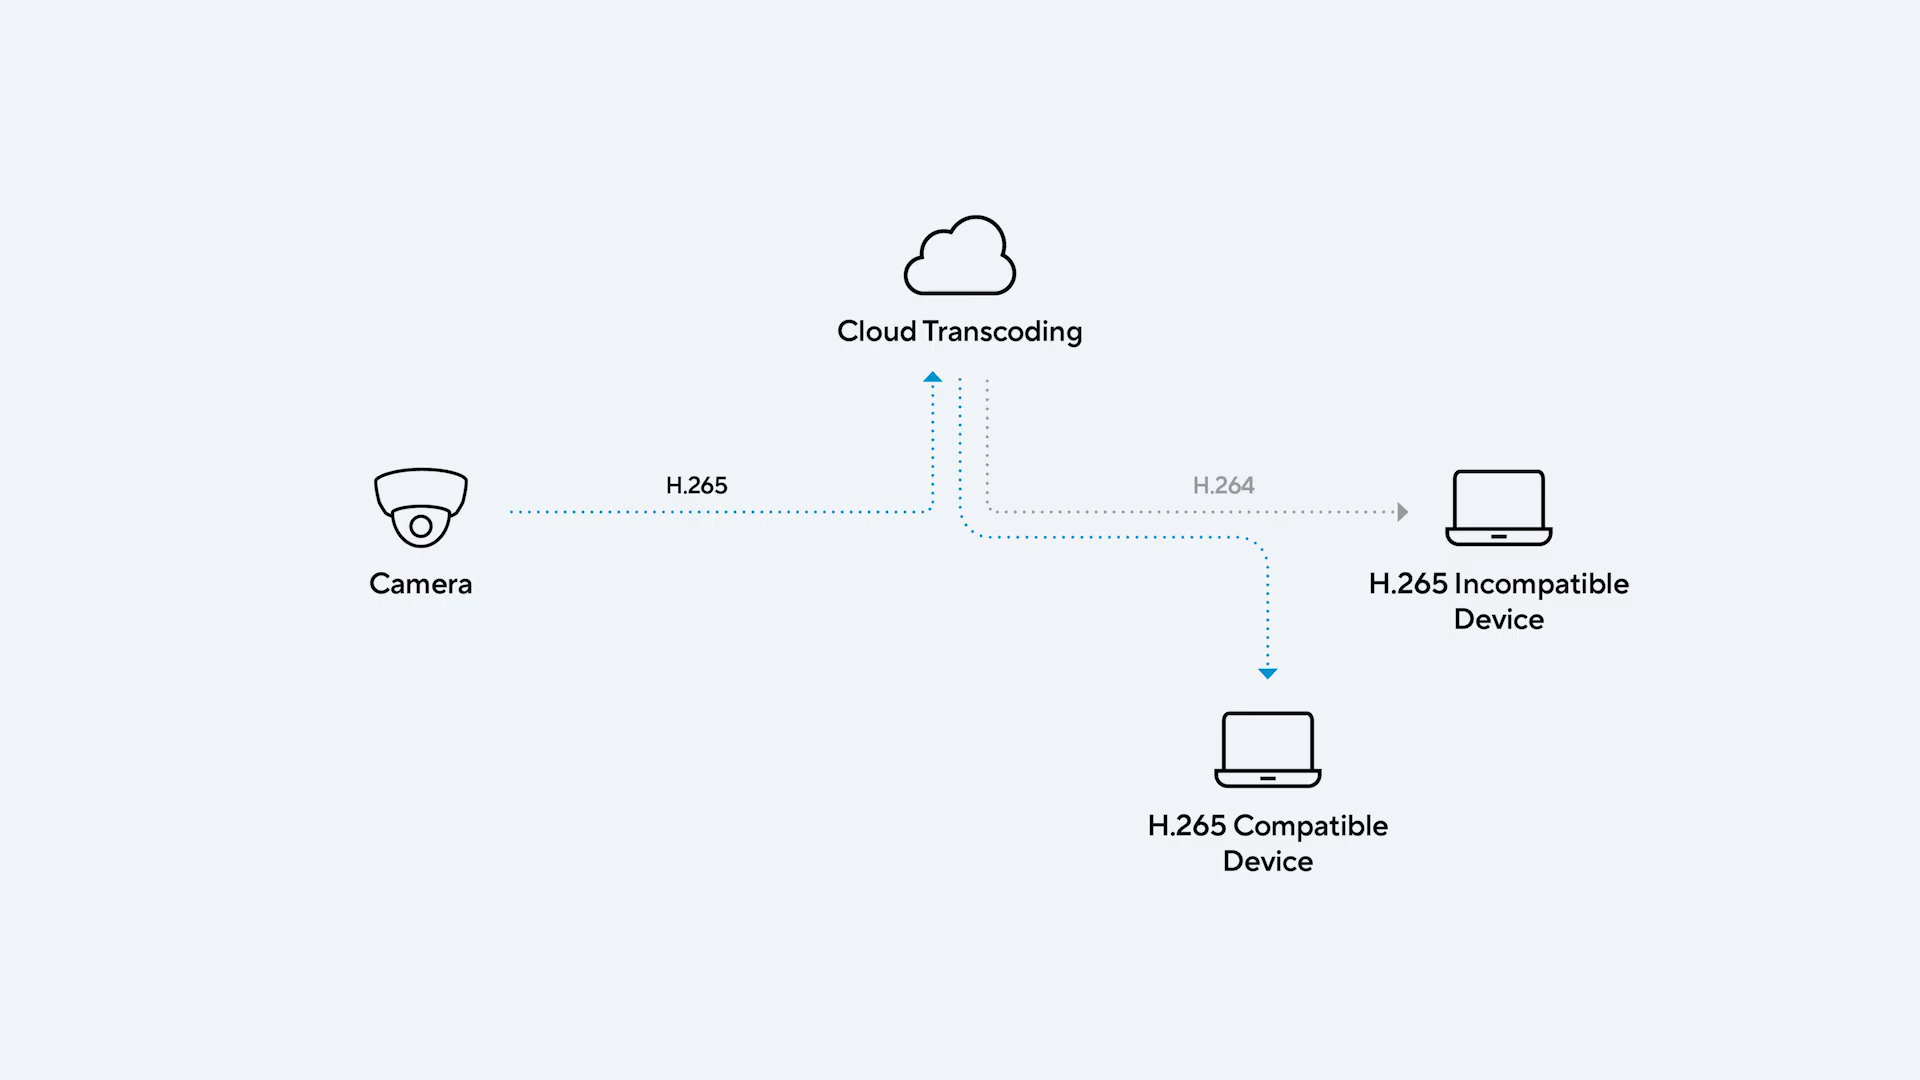 Cloud Transcoding
H.265
H.264
Camera
H.265 Incompatible
Device
H.265 Compatible
Device